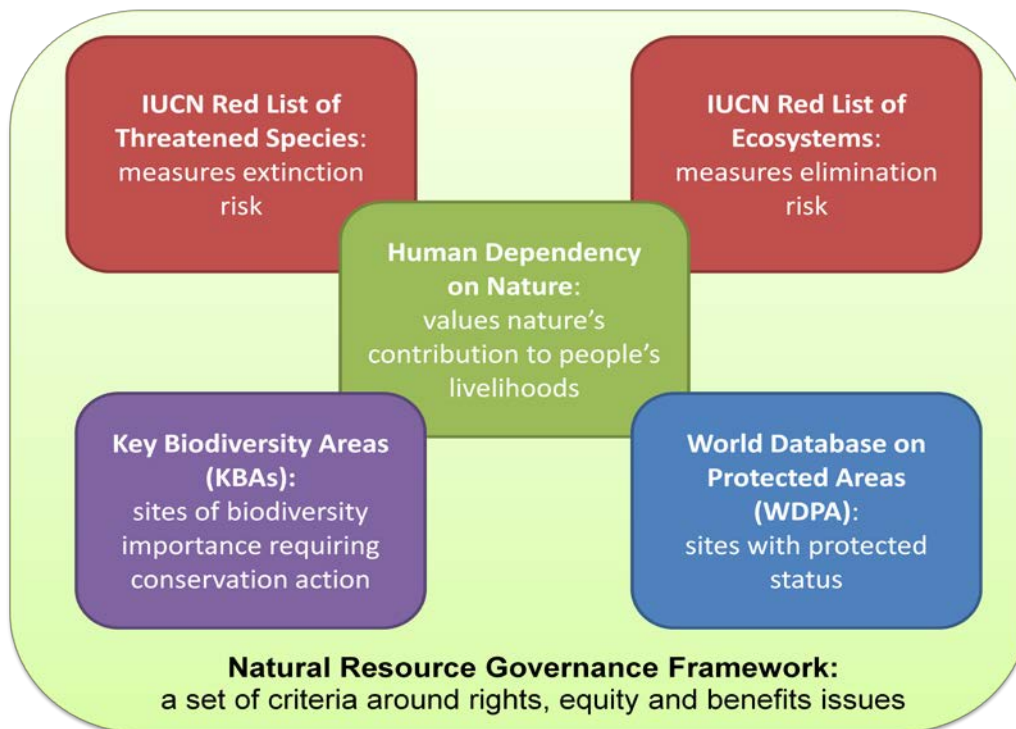 IUCN Red List of
Threatened Species:
measures extinction
risk
IUCN Red List of
Ecosystems:
measures elimination
risk
Human Dependency
on Nature:
values nature’s
contribution to people’s
livelihoods
Key Biodiversity Areas
(KBAs):
sites of biodiversity
importance requiring
conservation action
World Database on
Protected Areas
(WDPA):
sites with protected
status
Natural Resource Governance Framework:
a set of criteria around rights, equity and benefits issues